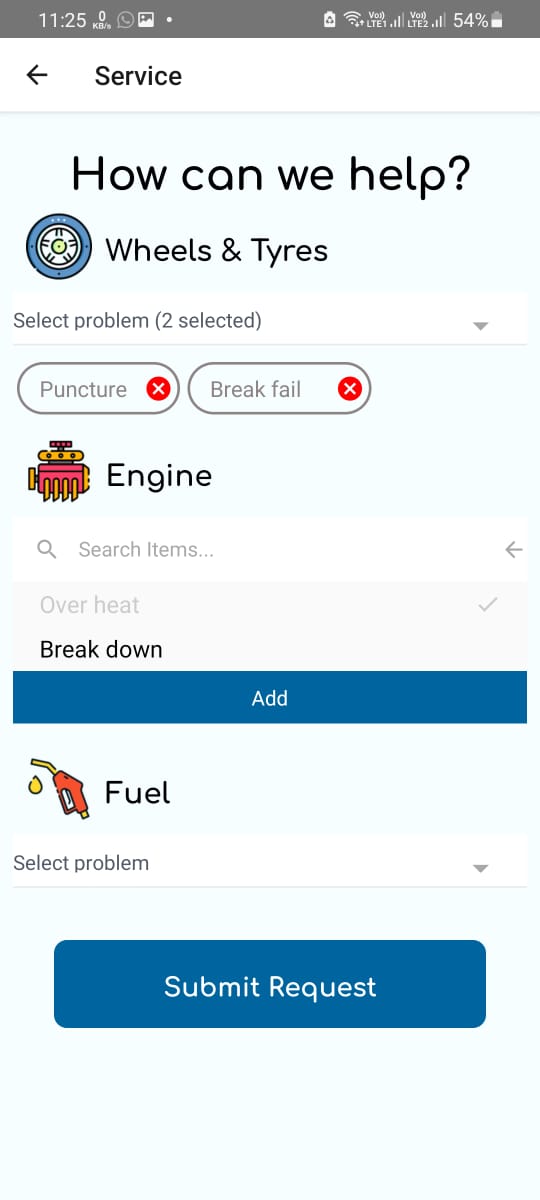 11:25 0 KB/s Vo) LTE1 Vo) LTE2 54%
Service
How can we help?
Wheels & Tyres
Select problem (2 selected)
Puncture Break fail
Engine
Search Items...
Over heat
Break down
Add
Fuel
Select problem
Submit Request